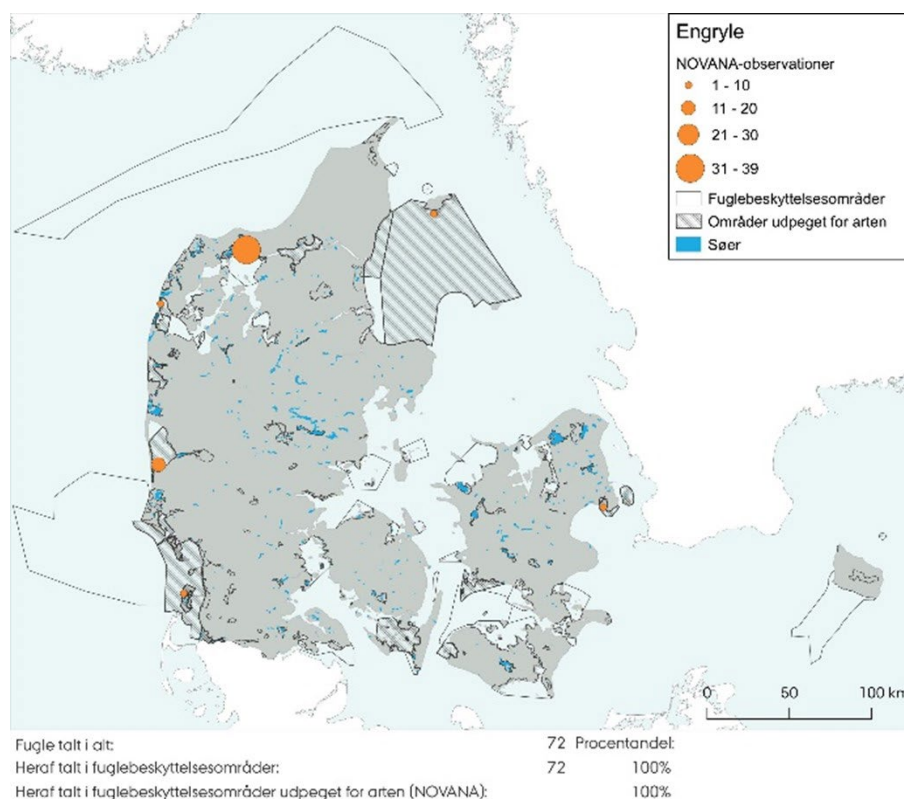 Engryle
NOVANA-observationer
1 - 10
11 - 20
21 - 30
31 - 39
Fuglebeskyttelsesområder
Områder udpeget for arten
Søer
0 50 100 km
Fugle talt i alt: 72 Procentandel:
Heraf talt i fuglebeskyttelsesområder: 72 100%
Heraf talt i fuglebeskyttelsesområder udpeget for arten (NOVANA): 100%